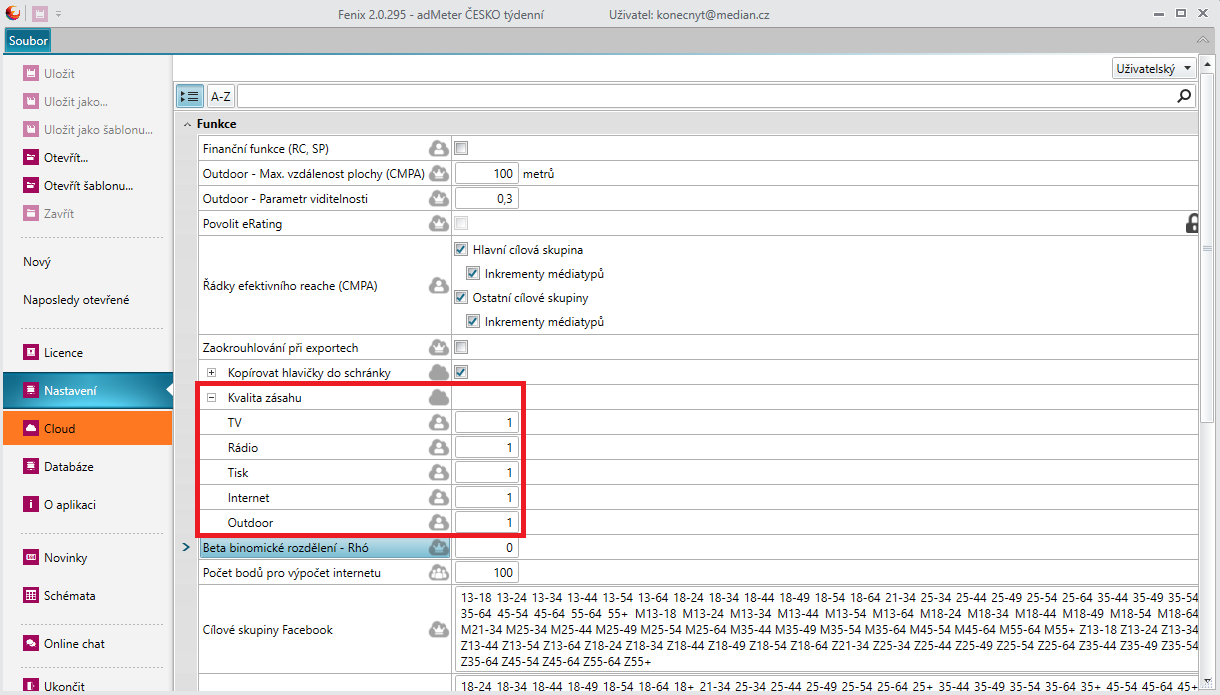 Fenix 2.0.295 - adMeter ČESKO týdenní Uživatel: konecnyt@median.cz
Soubor
Uložit
Uložit jako...
Uložit jako šablonu...
Otevřít...
Otevřít šablonu...
Zavřít
Nový
Naposledy otevřené
Licence
Nastavení
Cloud
Databáze
O aplikaci
Novinky
Schémata
Online chat
Ukončit
Uživatelský
A-Z
Funkce
Finanční funkce (RC, SP)
Outdoor - Max. vzdálenost plochy (CMPA) 100 metrů
Outdoor - Parametr viditelnosti 0,3
Povolit eRating
Řádky efektivního reache (CMPA)
Hlavní cílová skupina
Inkrementy médiatypů
Ostatní cílové skupiny
Inkrementy médiatypů
Zaokrouhlování při exportech
Kopírovat hlavičky do schránky
Kvalita zásahu
TV 1
Rádio 1
Tisk 1
Internet 1
Outdoor 1
Beta binomické rozdělení - Rhó 0
Počet bodů pro výpočet internetu 100
Cílové skupiny Facebook
13-18 13-24 13-34 13-44 13-54 13-64 18-24 18-34 18-44 18-49 18-54 18-64 21-34 25-34 25-44 25-49 25-54 25-64 35-44 35-49 35-54
35-64 45-54 45-64 55-64 55+ M13-18 M13-24 M13-34 M13-44 M13-54 M13-64 M18-24 M18-34 M18-44 M18-49 M18-54 M18-64
M21-34 M25-34 M25-44 M25-49 M25-54 M25-64 M35-44 M35-49 M35-54 M35-64 M45-54 M45-64 M55-64 M55+ Z13-18 Z13-24 Z13-34
Z13-44 Z13-54 Z13-64 Z18-24 Z18-34 Z18-44 Z18-49 Z18-54 Z18-64 Z21-34 Z25-34 Z25-44 Z25-49 Z25-54 Z25-64 Z35-44 Z35-49 Z35-54
Z35-64 Z45-54 Z45-64 Z55-64 Z55+
18-24 18-34 18-44 18-49 18-54 18-64 18+ 21-34 25-34 25-44 25-49 25-54 25-64 25+ 35-44 35-49 35-54 35-64 35+ 45-54 45-64 45+